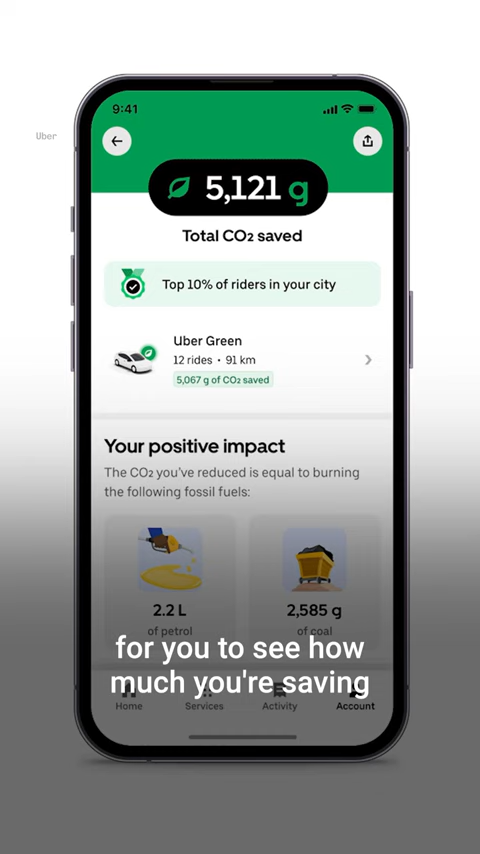 9:41
Uber
5,121 g
Total CO₂ saved
Top 10% of riders in your city
Uber Green
12 rides • 91 km
5,067 g of CO₂ saved
Your positive impact
The CO₂ you've reduced is equal to burning
the following fossil fuels:
2.2 L
2,585 g
of petrol
of coal
for you to see how
much you're saving
Home
Services
Activity
Account